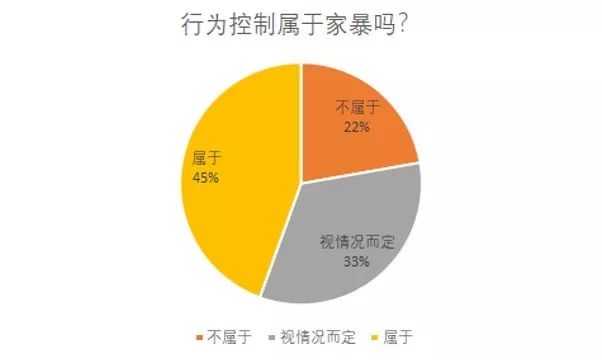 行为控制属于家暴吗?
不属于
22%
属于
45%
视情况而定
33%
不属于 视情况而定 属于